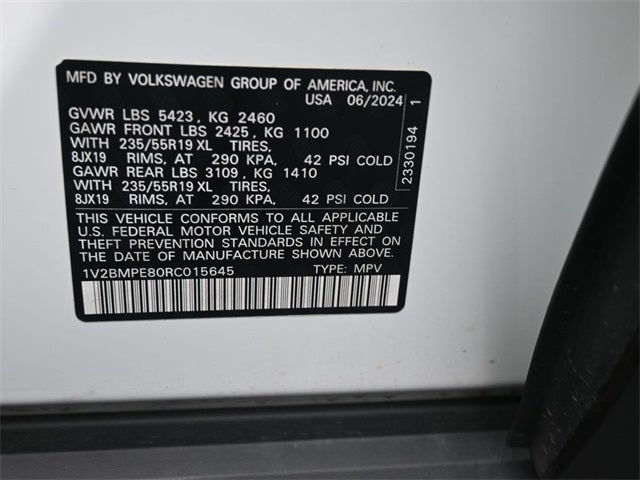 MFD BY VOLKSWAGEN GROUP OF AMERICA, INC.
USA 06/2024
GVWR LBS 5423, KG 2460
GAWR FRONT LBS 2425, KG 1100
WITH 235/55R19 XL TIRES,
8JX19 RIMS, AT 290 KPA, 42 PSI COLD
GAWR REAR LBS 3109, KG 1410
WITH 235/55R19 XL TIRES,
8JX19 RIMS, AT 290 KPA, 42 PSI COLD
THIS VEHICLE CONFORMS TO ALL APPLICABLE
U.S. FEDERAL MOTOR VEHICLE SAFETY AND
THEFT PREVENTION STANDARDS IN EFFECT ON
THE DATE OF MANUFACTURE SHOWN ABOVE.
1V2BMPE80RC015645 TYPE: MPV
2330194 1